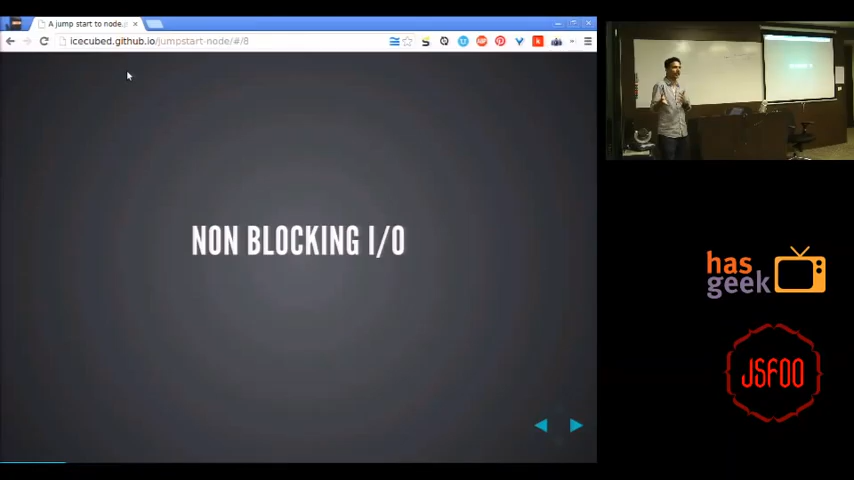 A jump start to node.
icecubed.github.io/jumpstart-node/#/8
NON BLOCKING I/O
has
geek
JSFOO